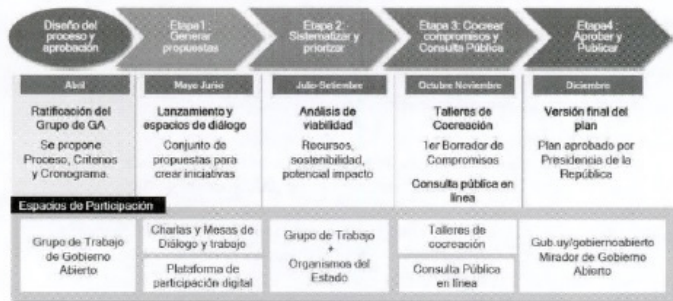 Diseño del
proceso y
aprobación
Etapa1:
Generar
propuestas
Etapa 2:
Sistematizar y
priorizar
Etapa 3: Cocrear
compromisos y
Consulta Pública
Etapa4:
Aprobar y
Publicar
Abril
Ratificación del
Grupo de GA
Se propone
Proceso, Criterios
y Cronograma.
Mayo Junio
Lanzamiento y
espacios de diálogo
Conjunto de
propuestas para
crear iniciativas
Julio-Setiembre
Análisis de
viabilidad
Recursos,
sostenibilidad,
potencial impacto
Octubre Noviembre
Talleres de
Cocreación
1er Borrador de
Compromisos
Consulta pública en
línea
Diciembre
Versión final del
plan
Plan aprobado por
Presidencia de la
República
Espacios de Participación
Grupo de Trabajo
de Gobierno
Abierto
Charlas y Mesas de
Diálogo y trabajo
Plataforma de
participación digital
Grupo de Trabajo
+
Organismos del
Estado
Talleres de
cocreación
Consulta Pública
en línea
Gub.uy/gobiernoabierto
Mirador de Gobierno
Abierto